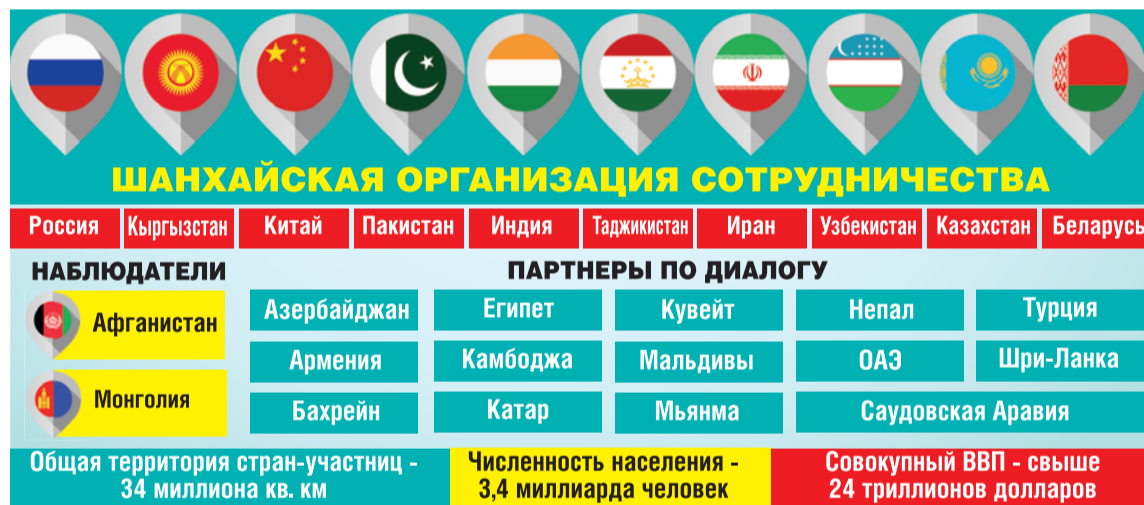 ШАНХАЙСКАЯ ОРГАНИЗАЦИЯ СОТРУДНИЧЕСТВА
Россия
Кыргызстан
Китай
Пакистан
Индия
Таджикистан
Иран
Узбекистан
Казахстан
Беларусь
НАБЛЮДАТЕЛИ
Афганистан
Монголия
ПАРТНЕРЫ ПО ДИАЛОГУ
Азербайджан
Египет
Кувейт
Непал
Турция
Армения
Камбоджа
Мальдивы
ОАЭ
Шри-Ланка
Бахрейн
Катар
Мьянма
Саудовская Аравия
Общая территория стран-участниц -
34 миллиона кв. км
Численность населения -
3,4 миллиарда человек
Совокупный ВВП - свыше
24 триллионов долларов